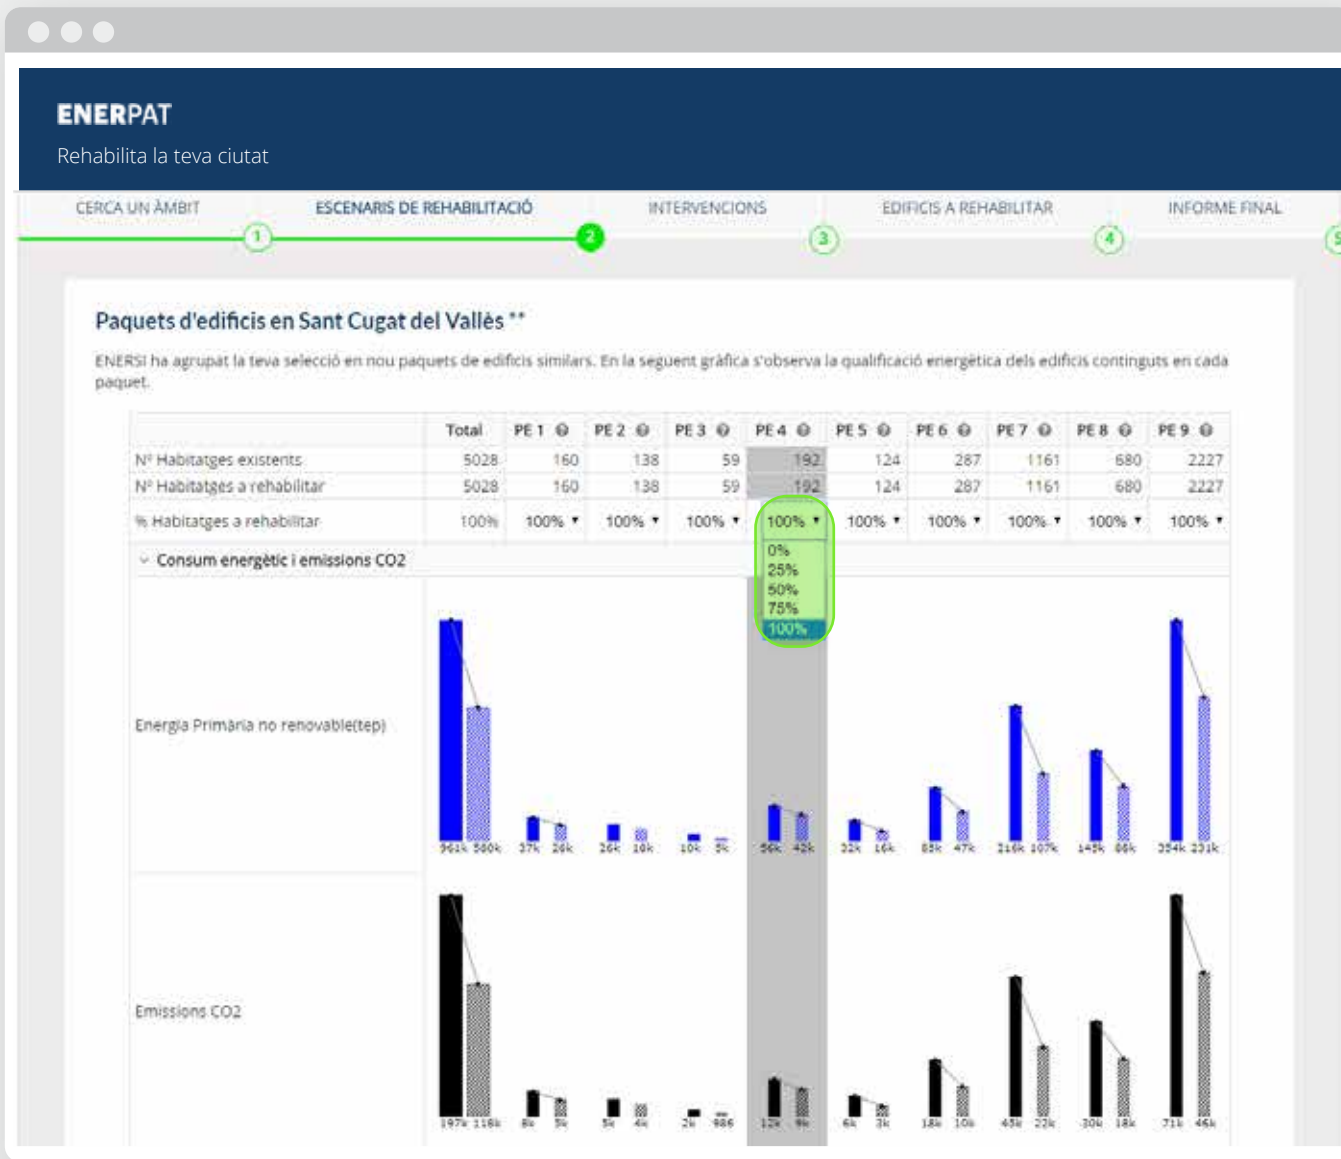 ENERPAT
Rehabilita la teva ciutat
CERCA UN ÀMBIT ESCENARIS DE REHABILITACIÓ INTERVENCIONS EDIFICIS A REHABILITAR INFORME FINAL
1 2 3 4 5
Paquets d'edificis en Sant Cugat del Vallès **
ENERSI ha agrupat la teva selecció en nou paquets de edificis similars. En la seguent gràfica s'observa la qualificació energètica dels edificis continguts en cada
paquet.
Total PE 1 PE 2 PE 3 PE 4 PE 5 PE 6 PE 7 PE 8 PE 9
Nº Habitatges existents 5028 160 138 59 192 124 287 1161 680 2227
Nº Habitatges a rehabilitar 5028 160 138 59 192 124 287 1161 680 2227
% Habitatges a rehabilitar 100% 100% 100% 100% 100% 100% 100% 100% 100% 100%
Consum energètic i emissions CO2
0%
25%
50%
75%
100%
Energia Primària no renovable(tep)
961k 580k 37k 26k 26k 18k 10k 5k 56k 42k 32k 16k 85k 47k 216k 107k 145k 86k 354k 231k
Emissions CO2
197k 118k 8k 5k 5k 4k 2k 986 12k 9k 6k 3k 18k 10k 45k 22k 30k 18k 71k 46k